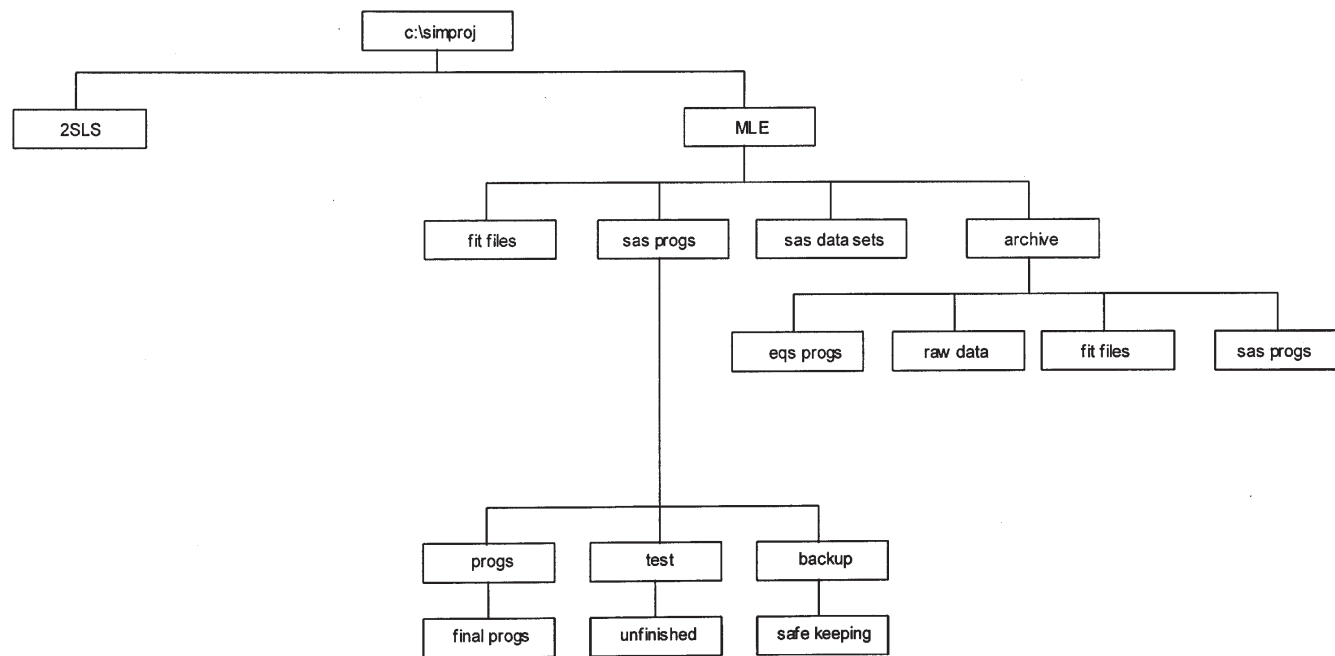 c:\simproj
2SLS
MLE
fit files
sas progs
sas data sets
archive
eqs progs
raw data
fit files
sas progs
progs
test
backup
final progs
unfinished
safe keeping